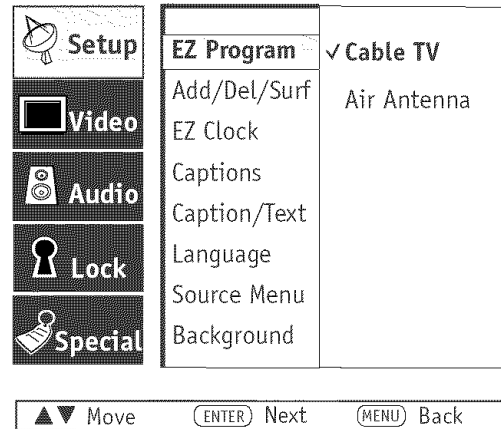 Setup
Video
Audio
Lock
Special
EZ Program
Add/Del/Surf
EZ Clock
Captions
Caption/Text
Language
Source Menu
Background
✓ Cable TV
Air Antenna
▲▼ Move ENTER Next MENU Back